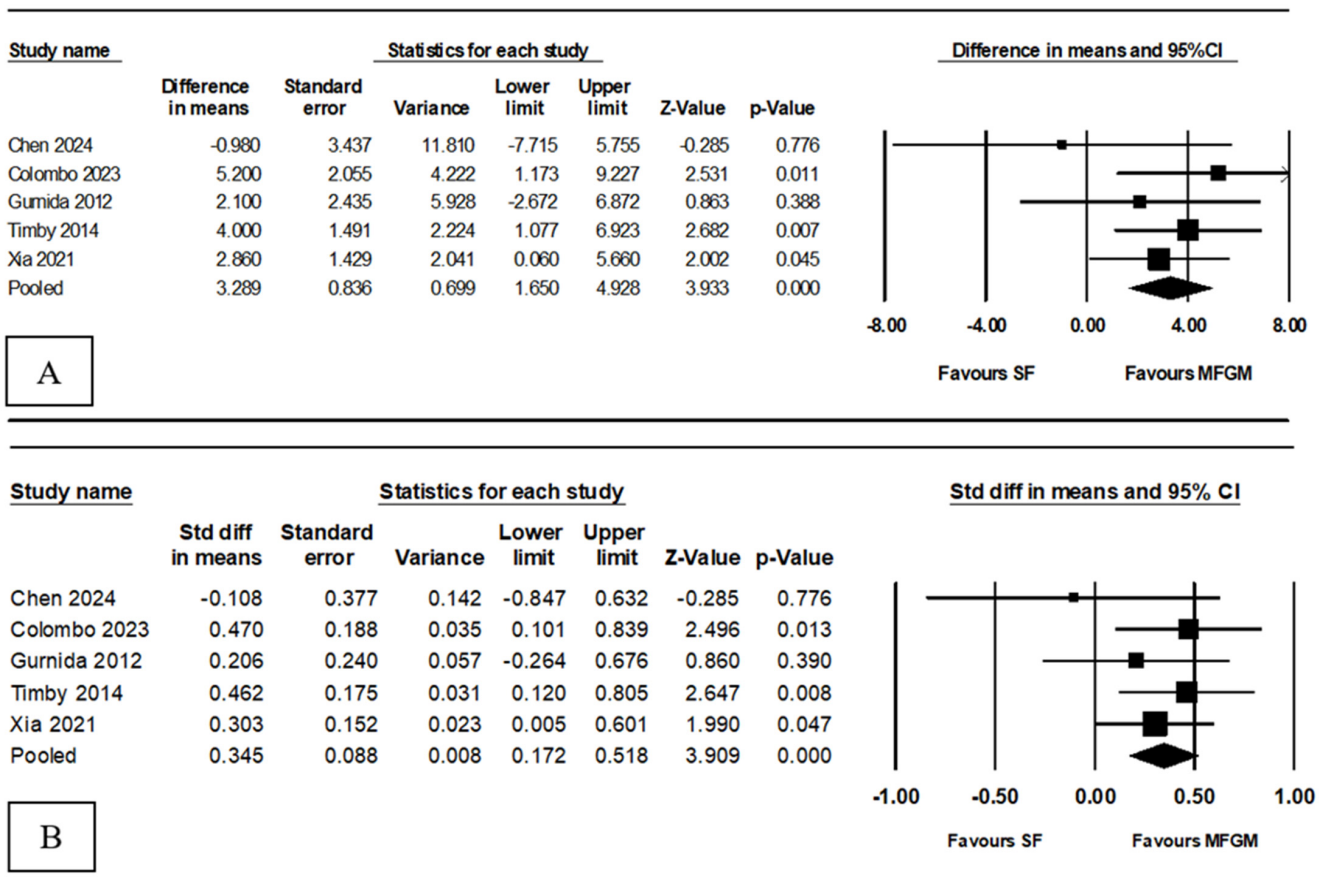 Study name Statistics for each study Difference in means and 95%CI
Difference Standard Lower Upper
in means error Variance limit limit Z-Value p-Value
Chen 2024 -0.980 3.437 11.810 -7.715 5.755 -0.285 0.776
Colombo 2023 5.200 2.055 4.222 1.173 9.227 2.531 0.011
Gurnida 2012 2.100 2.435 5.928 -2.672 6.872 0.863 0.388
Timby 2014 4.000 1.491 2.224 1.077 6.923 2.682 0.007
Xia 2021 2.860 1.429 2.041 0.060 5.660 2.002 0.045
Pooled 3.289 0.836 0.699 1.650 4.928 3.933 0.000
-8.00 -4.00 0.00 4.00 8.00
Favours SF Favours MFGM
A
Study name Statistics for each study Std diff in means and 95% CI
Std diff Standard Lower Upper
in means error Variance limit limit Z-Value p-Value
Chen 2024 -0.108 0.377 0.142 -0.847 0.632 -0.285 0.776
Colombo 2023 0.470 0.188 0.035 0.101 0.839 2.496 0.013
Gurnida 2012 0.206 0.240 0.057 -0.264 0.676 0.860 0.390
Timby 2014 0.462 0.175 0.031 0.120 0.805 2.647 0.008
Xia 2021 0.303 0.152 0.023 0.005 0.601 1.990 0.047
Pooled 0.345 0.088 0.008 0.172 0.518 3.909 0.000
-1.00 -0.50 0.00 0.50 1.00
Favours SF Favours MFGM
B